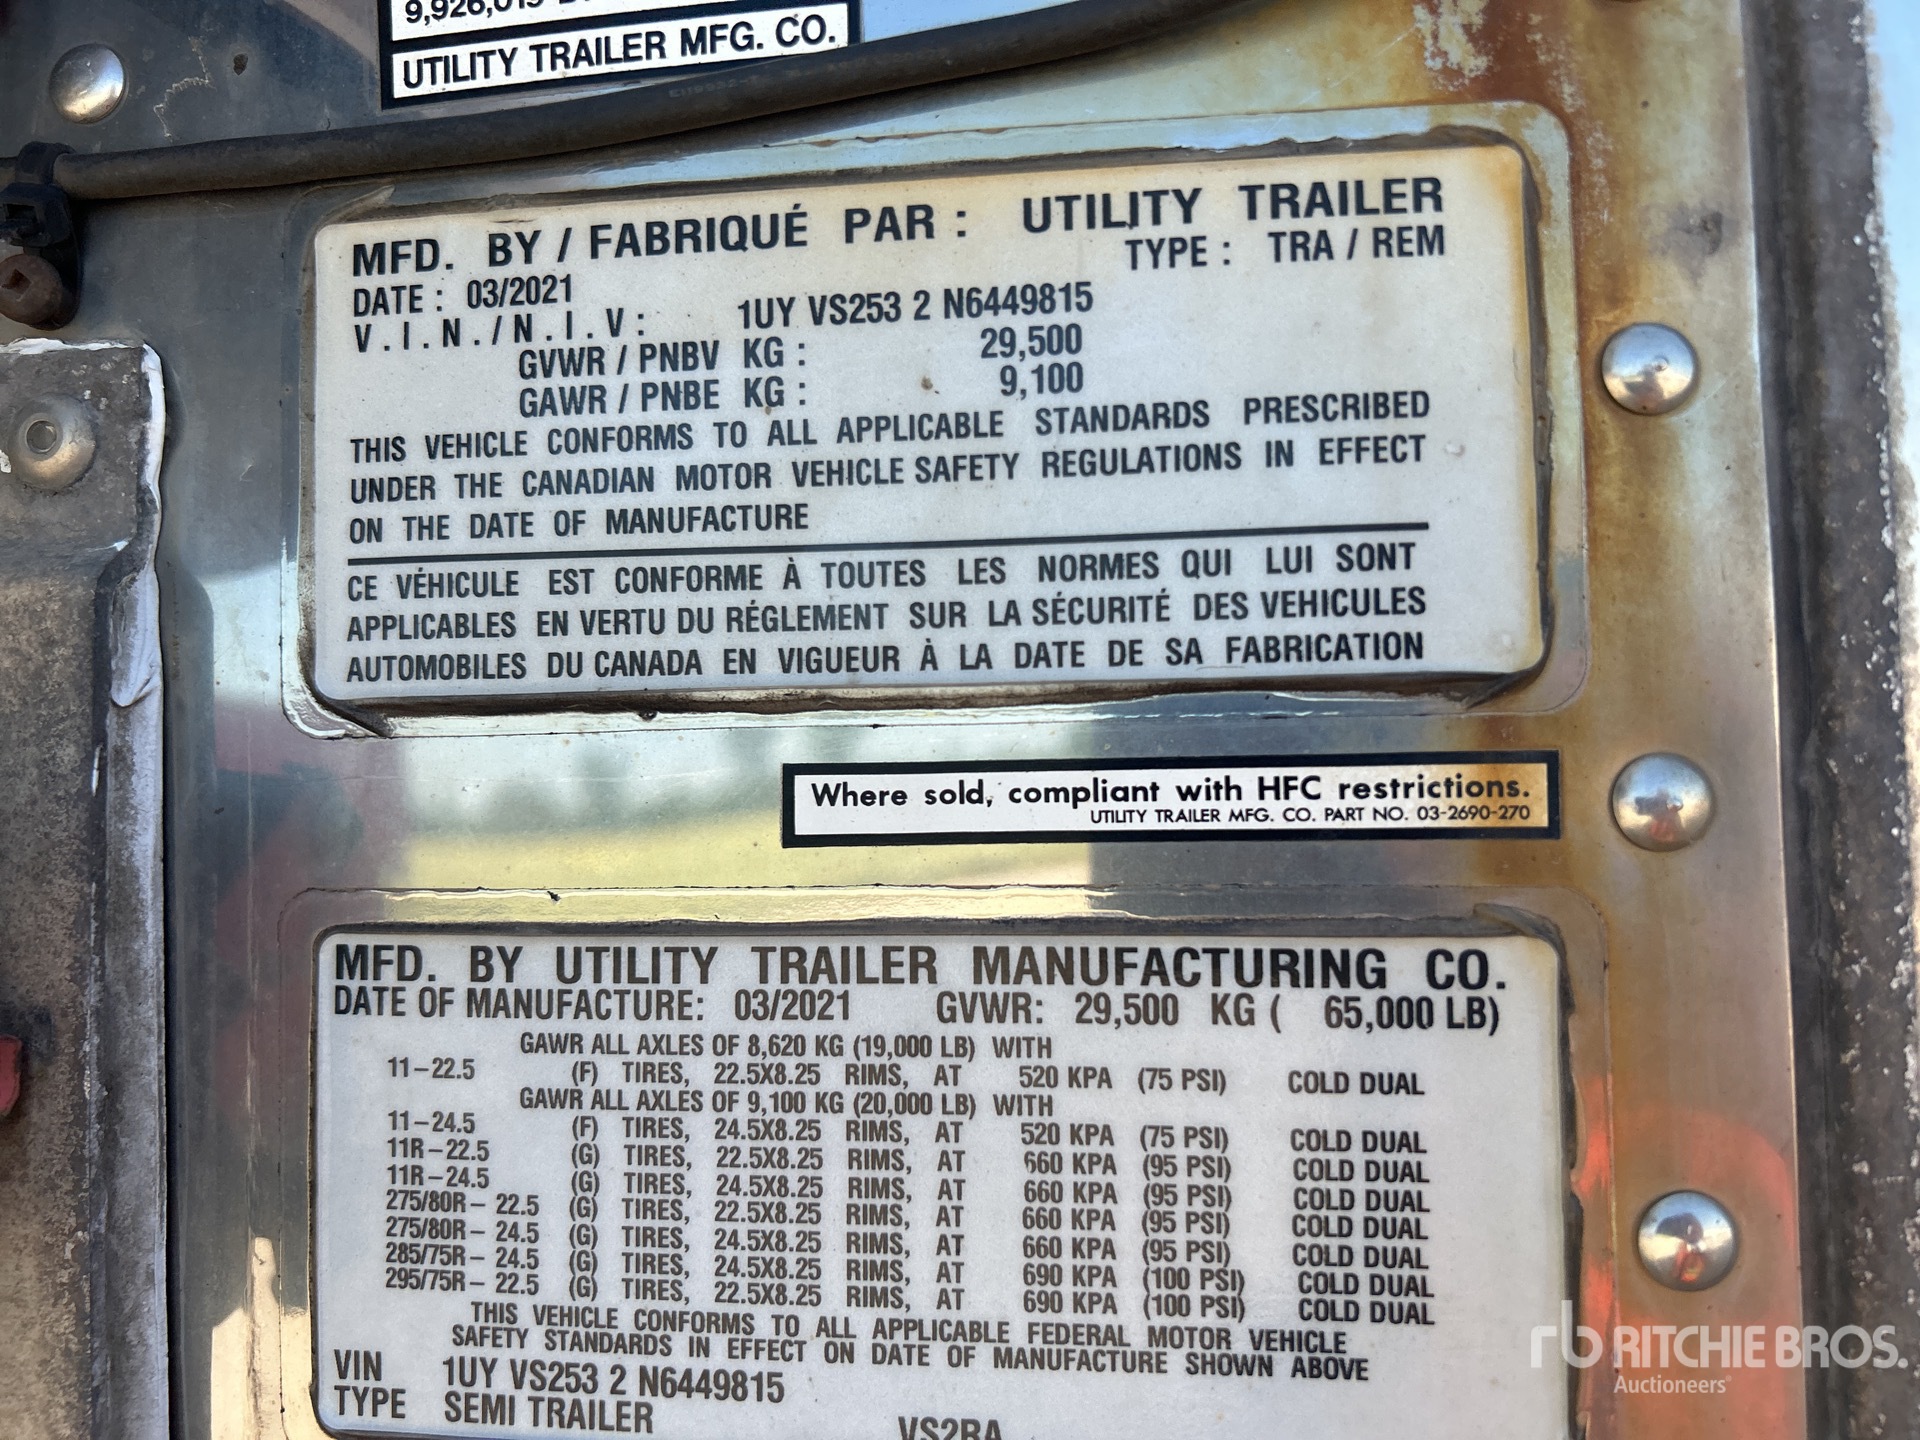 UTILITY TRAILER MFG. CO.
MFD. BY / FABRIQUÉ PAR : UTILITY TRAILER
DATE : 03/2021 TYPE : TRA / REM
V.I.N./N.I.V: 1UY VS253 2 N6449815
GVWR / PNBV KG : 29,500
GAWR / PNBE KG : 9,100
THIS VEHICLE CONFORMS TO ALL APPLICABLE STANDARDS PRESCRIBED
UNDER THE CANADIAN MOTOR VEHICLE SAFETY REGULATIONS IN EFFECT
ON THE DATE OF MANUFACTURE
CE VÉHICULE EST CONFORME À TOUTES LES NORMES QUI LUI SONT
APPLICABLES EN VERTU DU RÉGLEMENT SUR LA SÉCURITÉ DES VEHICULES
AUTOMOBILES DU CANADA EN VIGUEUR À LA DATE DE SA FABRICATION
Where sold, compliant with HFC restrictions.
UTILITY TRAILER MFG. CO. PART NO. 03-2690-270
MFD. BY UTILITY TRAILER MANUFACTURING CO.
DATE OF MANUFACTURE: 03/2021 GVWR: 29,500 KG ( 65,000 LB)
GAWR ALL AXLES OF 8,620 KG (19,000 LB) WITH
11-22.5 (F) TIRES, 22.5X8.25 RIMS, AT 520 KPA (75 PSI) COLD DUAL
GAWR ALL AXLES OF 9,100 KG (20,000 LB) WITH
11-24.5 (F) TIRES, 24.5X8.25 RIMS, AT 520 KPA (75 PSI) COLD DUAL
11R-22.5 (G) TIRES, 22.5X8.25 RIMS, AT 660 KPA (95 PSI) COLD DUAL
11R-24.5 (G) TIRES, 24.5X8.25 RIMS, AT 660 KPA (95 PSI) COLD DUAL
275/80R- 22.5 (G) TIRES, 22.5X8.25 RIMS, AT 660 KPA (95 PSI) COLD DUAL
275/80R- 24.5 (G) TIRES, 24.5X8.25 RIMS, AT 660 KPA (95 PSI) COLD DUAL
285/75R- 24.5 (G) TIRES, 24.5X8.25 RIMS, AT 690 KPA (100 PSI) COLD DUAL
295/75R- 22.5 (G) TIRES, 22.5X8.25 RIMS, AT 690 KPA (100 PSI) COLD DUAL
THIS VEHICLE CONFORMS TO ALL APPLICABLE FEDERAL MOTOR VEHICLE
SAFETY STANDARDS IN EFFECT ON DATE OF MANUFACTURE SHOWN ABOVE
VIN 1UY VS253 2 N6449815
TYPE SEMI TRAILER VS2RA
rb RITCHIE BROS.
Auctioneers